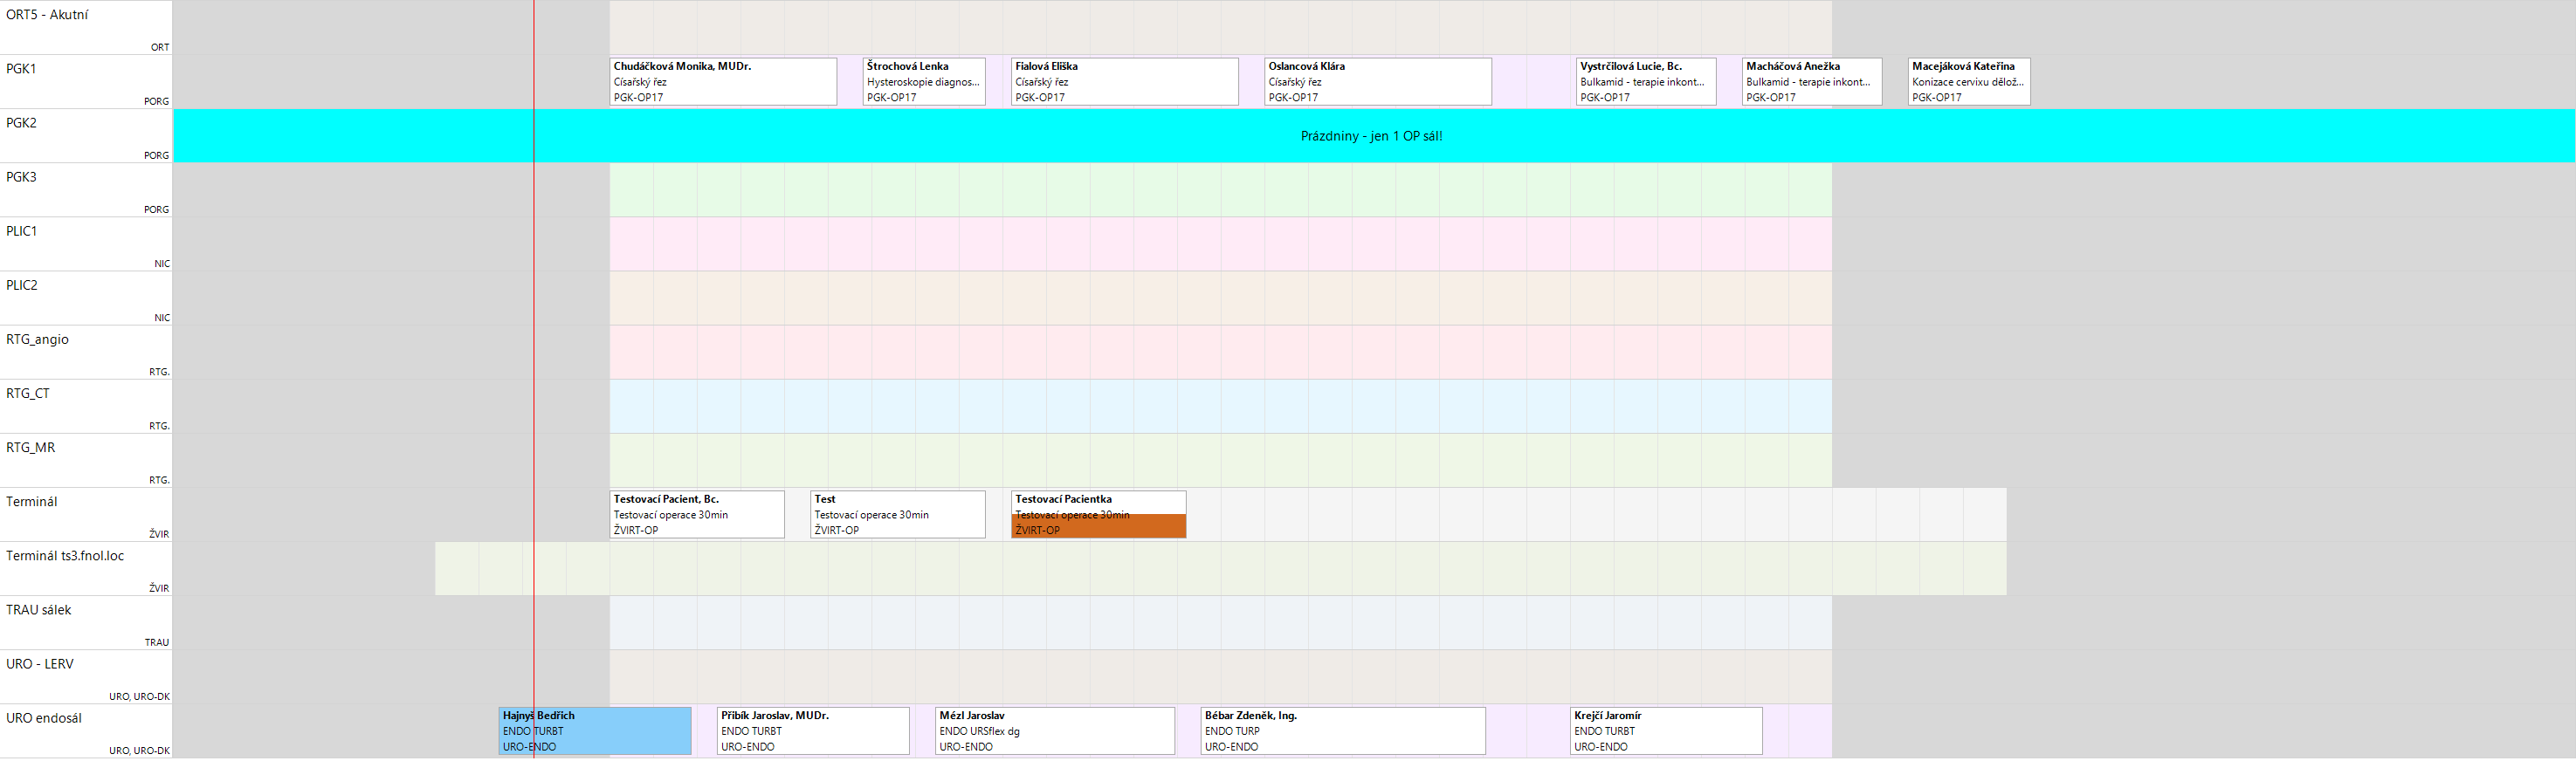 ORT5 - Akutní
ORT
PGK1
PORG
Chudáčková Monika, MUDr.
Císařský řez
PGK-OP17
Štrochová Lenka
Hysteroskopie diagnos...
PGK-OP17
Fialová Eliška
Císařský řez
PGK-OP17
Oslancová Klára
Císařský řez
PGK-OP17
Vystrčilová Lucie, Bc.
Bulkamid - terapie inkont...
PGK-OP17
Macháčová Anežka
Bulkamid - terapie inkont...
PGK-OP17
Macejáková Kateřina
Konizace cervixu dělož...
PGK-OP17
PGK2
PORG
Prázdniny - jen 1 OP sál!
PGK3
PORG
PLIC1
NIC
PLIC2
NIC
RTG_angio
RTG.
RTG_CT
RTG.
RTG_MR
RTG.
Terminál
ŽVIR
Testovací Pacient, Bc.
Testovací operace 30min
ŽVIRT-OP
Test
Testovací operace 30min
ŽVIRT-OP
Testovací Pacientka
Testovací operace 30min
ŽVIRT-OP
Terminál ts3.fnol.loc
ŽVIR
TRAU sálek
TRAU
URO - LERV
URO, URO-DK
URO endosál
URO, URO-DK
Hajnyš Bedřich
ENDO TURBT
URO-ENDO
Přibík Jaroslav, MUDr.
ENDO TURBT
URO-ENDO
Mézl Jaroslav
ENDO URSflex dg
URO-ENDO
Bébar Zdeněk, Ing.
ENDO TURP
URO-ENDO
Krejčí Jaromír
ENDO TURBT
URO-ENDO